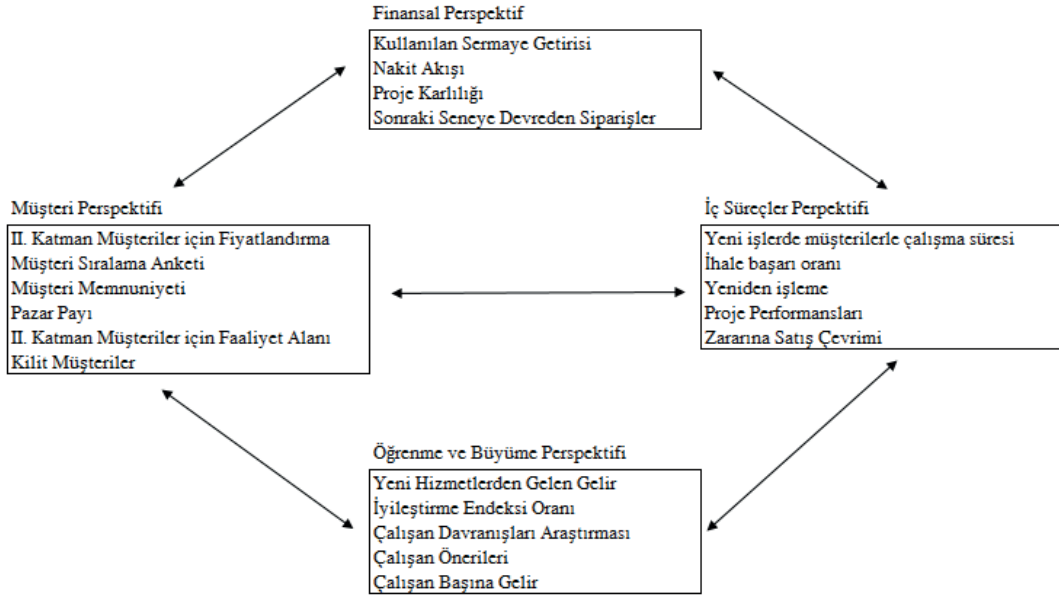 Finansal Perspektif
Kullanılan Sermaye Getirisi
Nakit Akışı
Proje Karlılığı
Sonraki Seneye Devreden Siparişler
Müşteri Perspektifi
II. Katman Müşteriler için Fiyatlandırma
Müşteri Sıralama Anketi
Müşteri Memnuniyeti
Pazar Payı
II. Katman Müşteriler için Faaliyet Alanı
Kilit Müşteriler
İç Süreçler Perpektifi
Yeni işlerde müşterilerle çalışma süresi
İhale başarı oranı
Yeniden işleme
Proje Performansları
Zararına Satış Çevrimi
Öğrenme ve Büyüme Perspektifi
Yeni Hizmetlerden Gelen Gelir
İyileştirme Endeksi Oranı
Çalışan Davranışları Araştırması
Çalışan Önerileri
Çalışan Başına Gelir